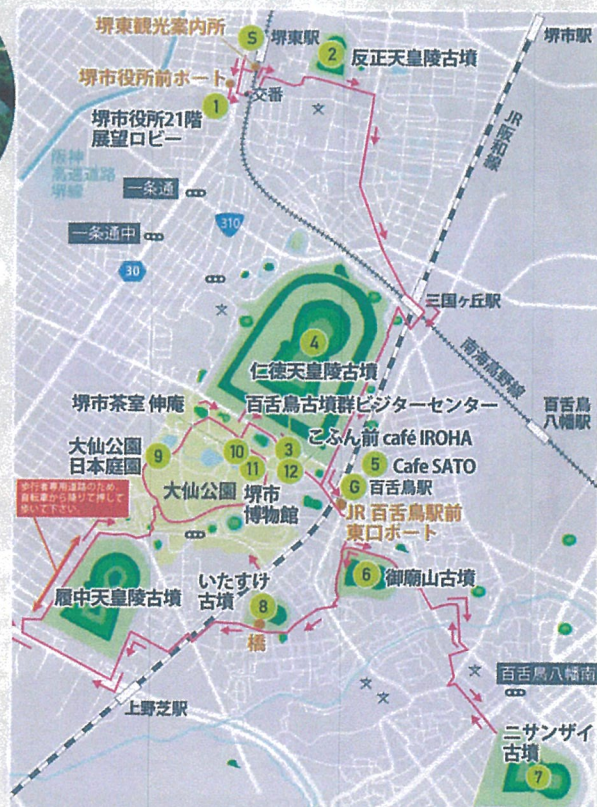 堺東観光案内所
S
堺東駅
2
反正天皇陵古墳
堺市駅
堺市役所前ポート
交番
1
堺市役所21階
展望ロビー
JR阪和線
阪神
高速道路
堺線
一条通
一条通中
310
30
三国ヶ丘駅
4
仁徳天皇陵古墳
南海高野線
百舌鳥
八幡駅
堺市茶室 伸庵
百舌鳥古墳群ビジターセンター
こふん前 café IROHA
大仙公園
日本庭園
9
10
3
11
12
5
Cafe SATO
大仙公園
堺市
博物館
G
百舌鳥駅
JR 百舌鳥駅前
東口ポート
歩行者専用道路のため、
自転車から降りて押して
歩いて下さい。
履中天皇陵古墳
いたすけ
古墳
8
橋
6
御廟山古墳
百舌鳥八幡南
上野芝駅
ニサンザイ
古墳
7